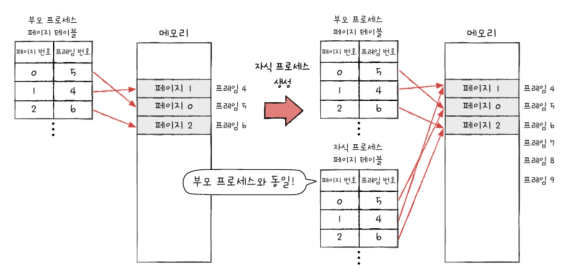 부모 프로세스
페이지 테이블
페이지 번호 프레임 번호
0 5
1 4
2 6
메모리
페이지 1 프레임 4
페이지 0 프레임 5
페이지 2 프레임 6
자식 프로세스
생성
부모 프로세스
페이지 테이블
페이지 번호 프레임 번호
0 5
1 4
2 6
메모리
페이지 1 프레임 4
페이지 0 프레임 5
페이지 2 프레임 6
프레임 7
프레임 8
프레임 9
자식 프로세스
페이지 테이블
페이지 번호 프레임 번호
0 5
1 4
2 6
부모 프로세스와 동일!